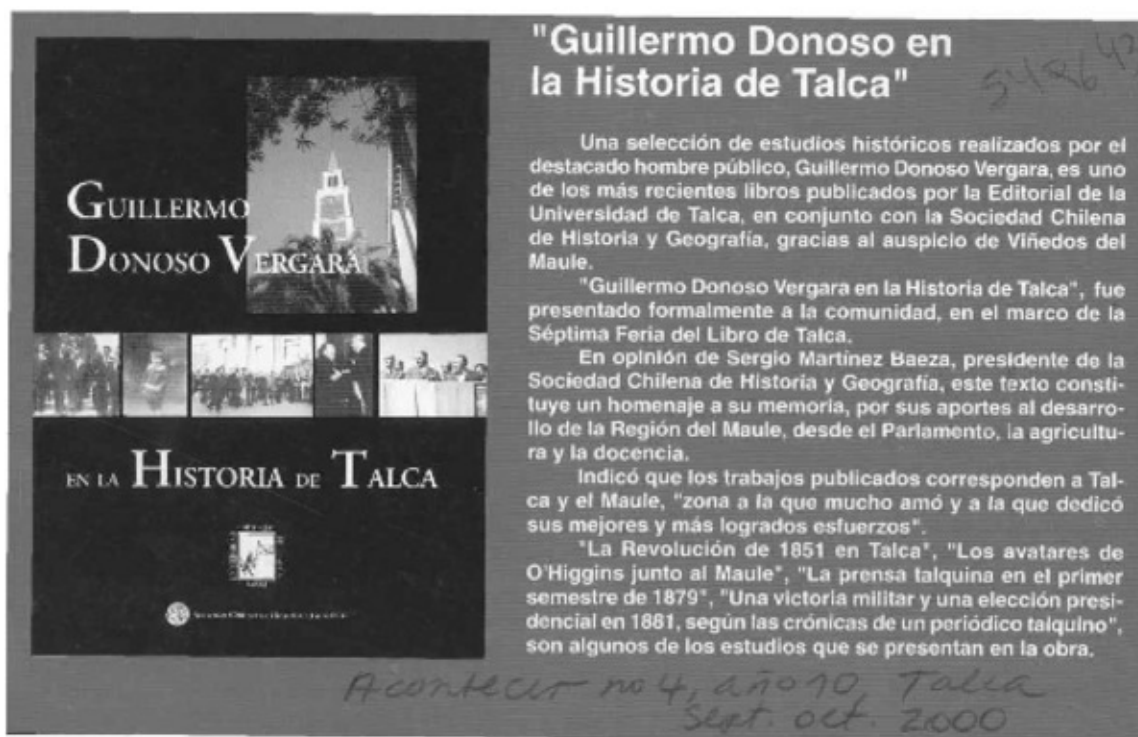 GUILLERMO
DONOSO VERGARA
EN LA HISTORIA DE TALCA
"Guillermo Donoso en
la Historia de Talca"
Una selección de estudios históricos realizados por el
destacado hombre público, Guillermo Donoso Vergara, es uno
de los más recientes libros publicados por la Editorial de la
Universidad de Talca, en conjunto con la Sociedad Chilena
de Historia y Geografía, gracias al auspicio de Viñedos del
Maule.
"Guillermo Donoso Vergara en la Historia de Talca", fue
presentado formalmente a la comunidad, en el marco de la
Séptima Feria del Libro de Talca.
En opinión de Sergio Martínez Baeza, presidente de la
Sociedad Chilena de Historia y Geografía, este texto consti-
tuye un homenaje a su memoria, por sus aportes al desarro-
llo de la Región del Maule, desde el Parlamento, la agricultu-
ra y la docencia.
Indicó que los trabajos publicados corresponden a Tal-
ca y el Maule, "zona a la que mucho amó y a la que dedicó
sus mejores y más logrados esfuerzos".
"La Revolución de 1851 en Talca", "Los avatares de
O'Higgins junto al Maule", "La prensa talquina en el primer
semestre de 1879", "Una victoria militar y una elección presi-
dencial en 1881, según las crónicas de un periódico talquino",
son algunos de los estudios que se presentan en la obra.
Acontecer no 4, año 10, Talca
Sept. oct. 2000